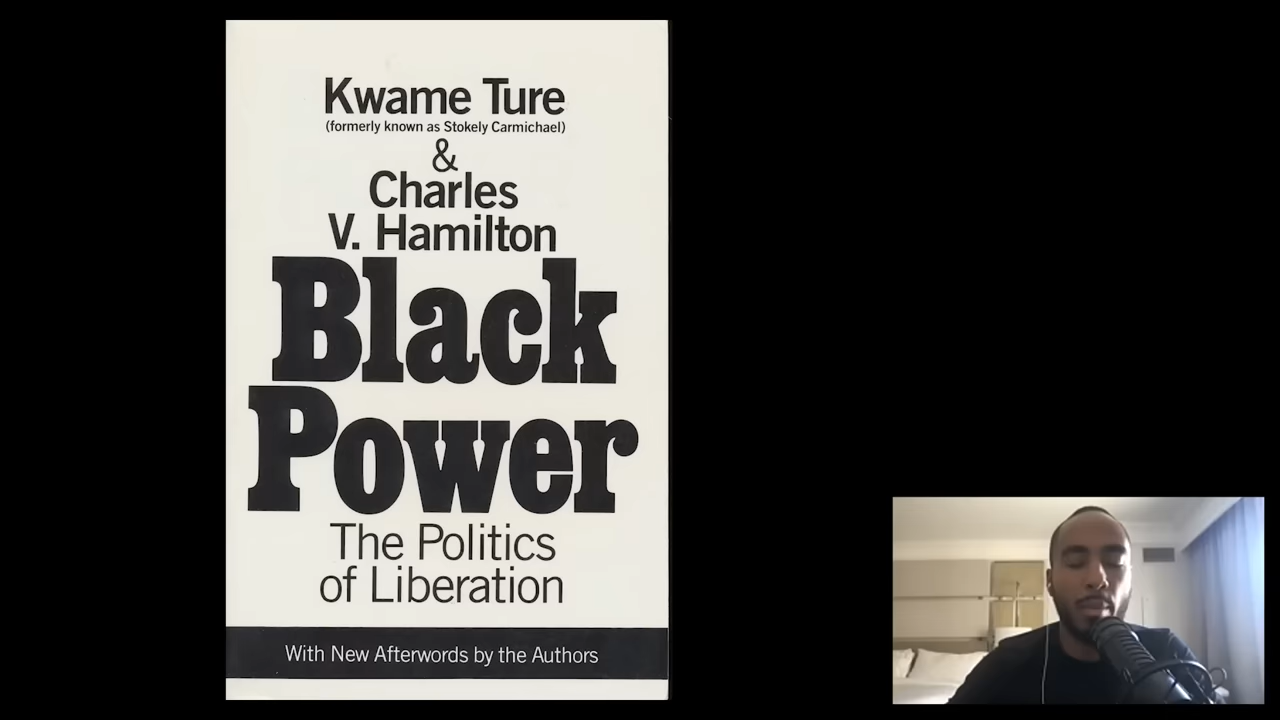 Kwame Ture
(formerly known as Stokely Carmichael)
&
Charles
V. Hamilton
Black
Power
The Politics
of Liberation
With New Afterwords by the Authors